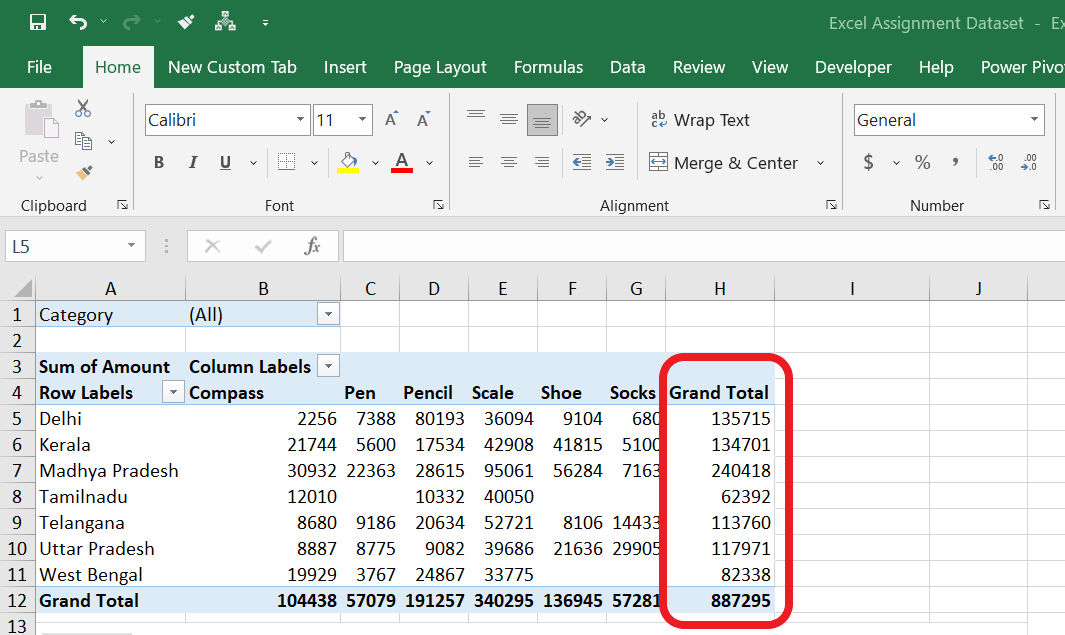 Excel Assignment Dataset - Ex
File Home New Custom Tab Insert Page Layout Formulas Data Review View Developer Help Power Pivo
Calibri 11 A A ab Wrap Text General
Paste B I U A Merge & Center $ % , .00 .00
Clipboard Font Alignment Number
L5 fx
A B C D E F G H I J
1 Category (All)
2
3 Sum of Amount Column Labels
4 Row Labels Compass Pen Pencil Scale Shoe Socks Grand Total
5 Delhi 2256 7388 80193 36094 9104 680 135715
6 Kerala 21744 5600 17534 42908 41815 5100 134701
7 Madhya Pradesh 30932 22363 28615 95061 56284 7163 240418
8 Tamilnadu 12010 10332 40050 62392
9 Telangana 8680 9186 20634 52721 8106 14433 113760
10 Uttar Pradesh 8887 8775 9082 39686 21636 29905 117971
11 West Bengal 19929 3767 24867 33775 82338
12 Grand Total 104438 57079 191257 340295 136945 57281 887295
13